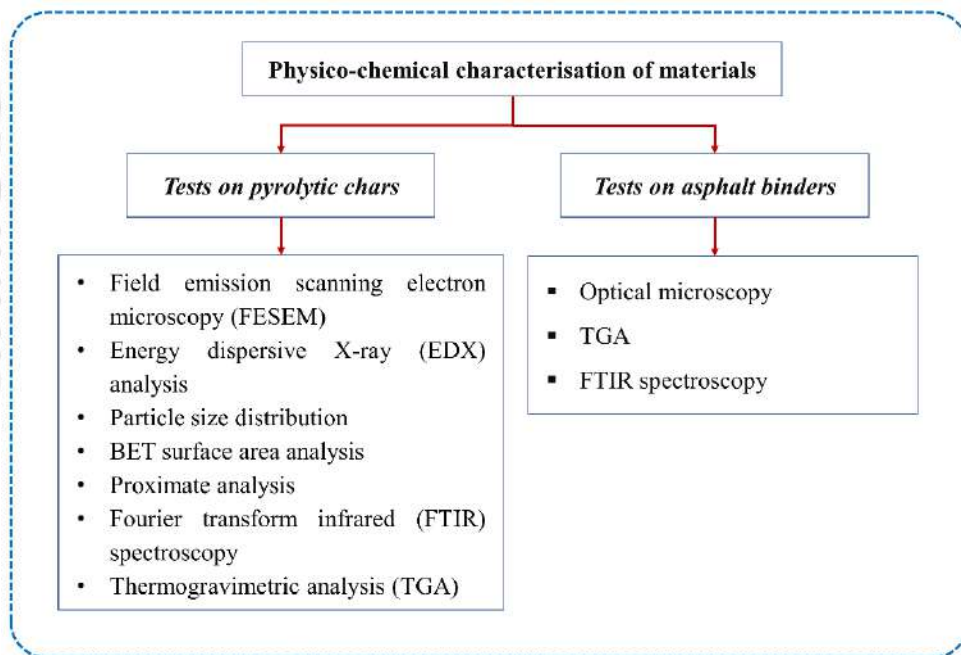 Physico-chemical characterisation of materials
Tests on pyrolytic chars
Tests on asphalt binders
• Field emission scanning electron
microscopy (FESEM)
• Energy dispersive X-ray (EDX)
analysis
• Particle size distribution
• BET surface area analysis
• Proximate analysis
• Fourier transform infrared (FTIR)
spectroscopy
• Thermogravimetric analysis (TGA)
▪ Optical microscopy
▪ TGA
▪ FTIR spectroscopy